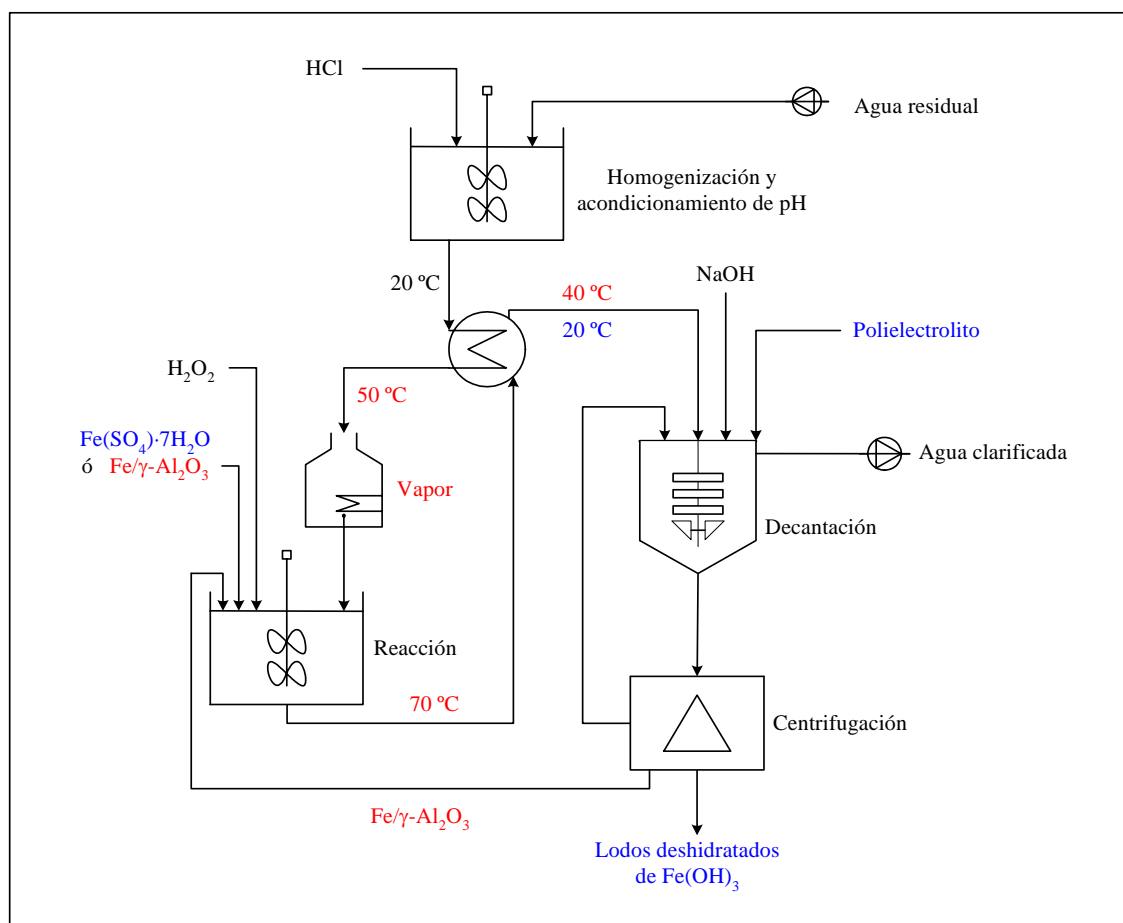 HCl
Agua residual
Homogenización y
acondicionamiento de pH
20 ºC
NaOH
40 ºC
20 ºC
Polielectrolito
H₂O₂
50 ºC
Fe(SO₄)·7H₂O
ó Fe/γ-Al₂O₃
Vapor
Agua clarificada
Decantación
Reacción
70 ºC
Centrifugación
Fe/γ-Al₂O₃
Lodos deshidratados
de Fe(OH)₃